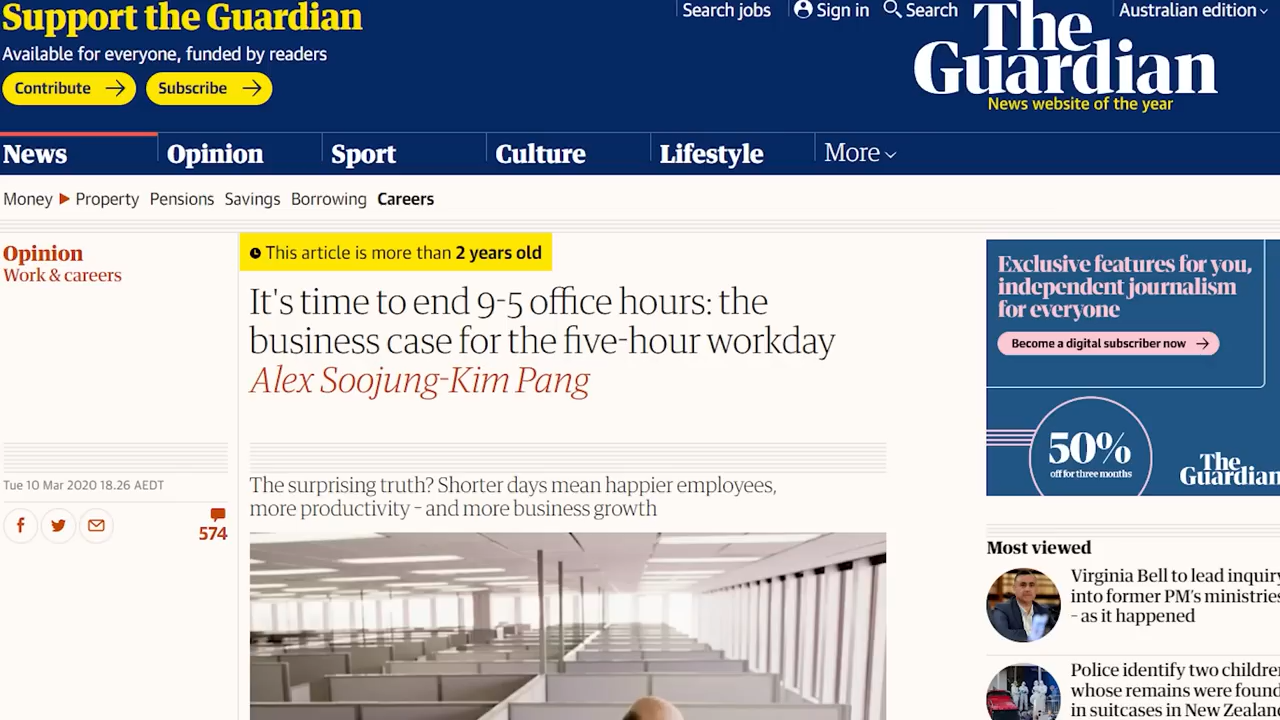 Support the Guardian
Available for everyone, funded by readers
Contribute
Subscribe
Search jobs
Sign in
Search
Australian edition
The
Guardian
News website of the year
News
Opinion
Sport
Culture
Lifestyle
More
Money
Property
Pensions
Savings
Borrowing
Careers
Opinion
Work & careers
This article is more than 2 years old
It's time to end 9-5 office hours: the
business case for the five-hour workday
Alex Soojung-Kim Pang
Tue 10 Mar 2020 18.26 AEDT
574
The surprising truth? Shorter days mean happier employees,
more productivity – and more business growth
Exclusive features for you,
independent journalism
for everyone
Become a digital subscriber now
50%
off for three months
The
Guardian
Most viewed
Virginia Bell to lead inquiry
into former PM's ministries
– as it happened
Police identify two children
whose remains were found
in suitcases in New Zealand